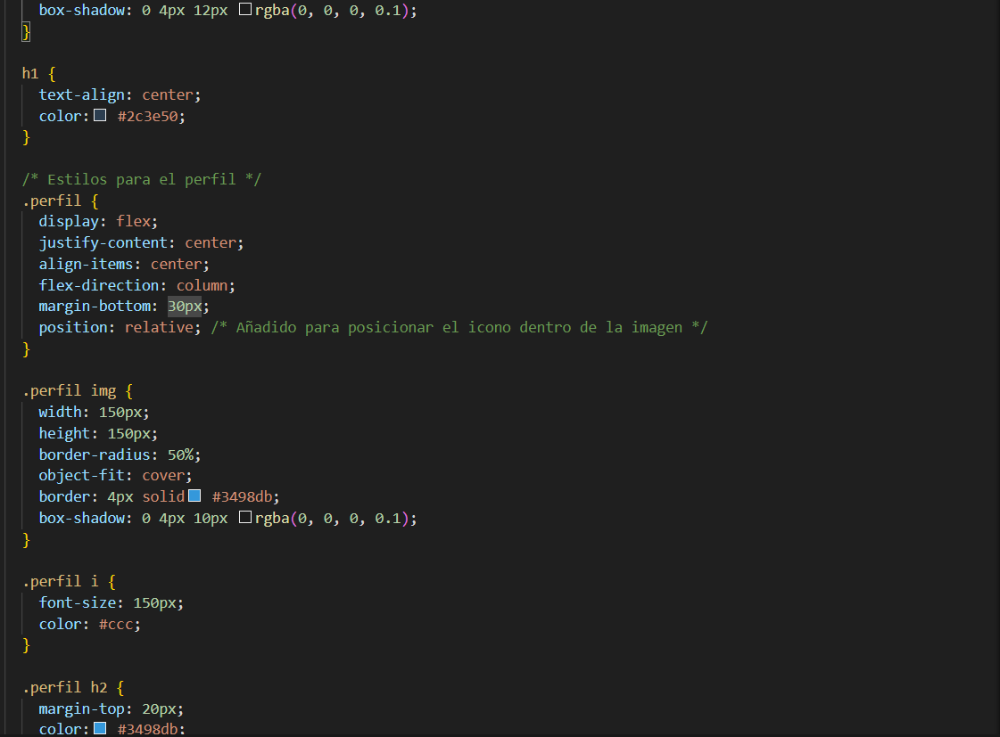 box-shadow: 0 4px 12px rgba(0, 0, 0, 0.1);
}
h1 {
text-align: center;
color: #2c3e50;
}
/* Estilos para el perfil */
.perfil {
display: flex;
justify-content: center;
align-items: center;
flex-direction: column;
margin-bottom: 30px;
position: relative; /* Añadido para posicionar el icono dentro de la imagen */
}
.perfil img {
width: 150px;
height: 150px;
border-radius: 50%;
object-fit: cover;
border: 4px solid #3498db;
box-shadow: 0 4px 10px rgba(0, 0, 0, 0.1);
}
.perfil i {
font-size: 150px;
color: #ccc;
}
.perfil h2 {
margin-top: 20px;
color: #3498db;